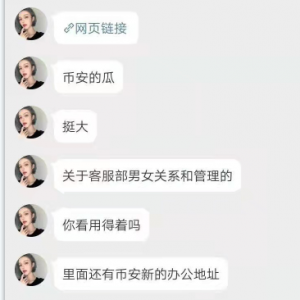 网页链接
币安的瓜
挺大
关于客服部男女关系和管理的
你看用得着吗
里面还有币安新的办公地址